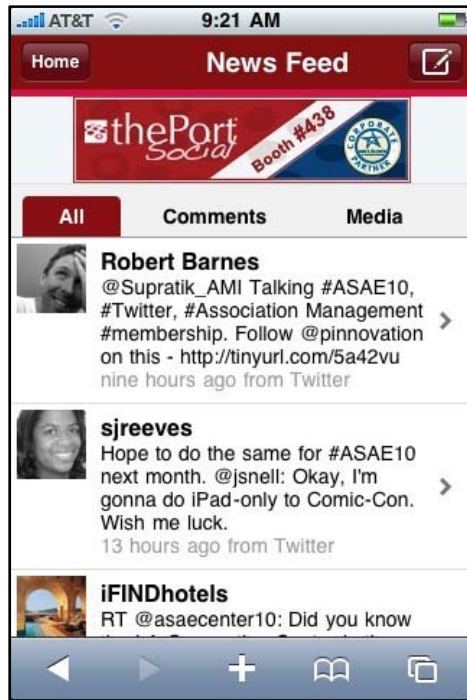 AT&T 9:21 AM
Home News Feed
thePort
Social
Booth #438
CORPORATE
PARTNER
All Comments Media
Robert Barnes
@Supratik_AMI Talking #ASAE10,
#Twitter, #Association Management
#membership. Follow @pinnovation
on this - http://tinyurl.com/5a42vu
nine hours ago from Twitter
sjreeves
Hope to do the same for #ASAE10
next month. @jsnell: Okay, I'm
gonna do iPad-only to Comic-Con.
Wish me luck.
13 hours ago from Twitter
iFINDhotels
RT @asaecenter10: Did you know